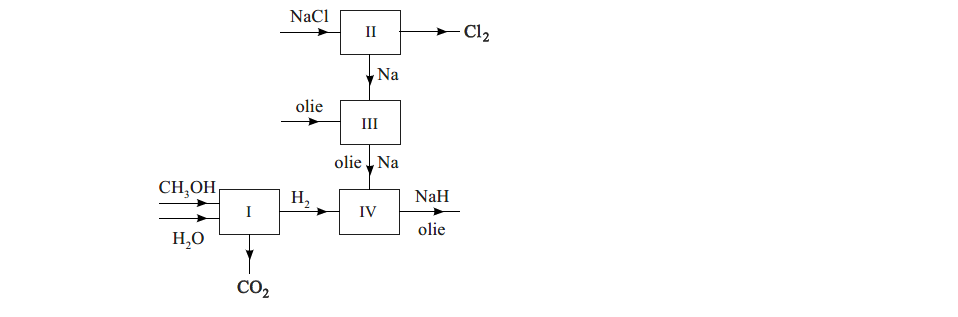 NaCl
II
Cl₂
Na
olie
III
olie Na
CH₃OH
I
H₂
IV
NaH
H₂O
olie
CO₂